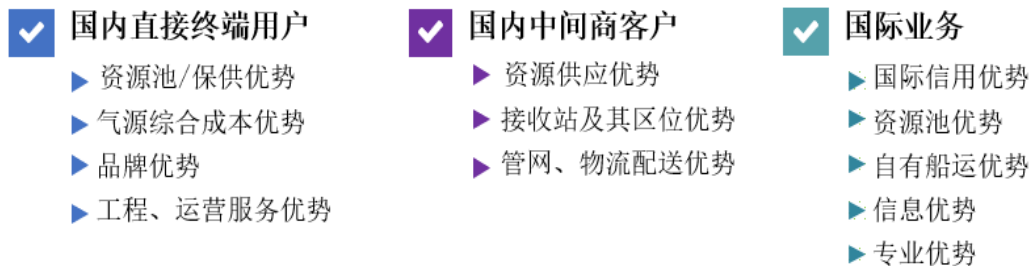 国内直接终端用户
资源池/保供优势
气源综合成本优势
品牌优势
工程、运营服务优势
国内中间商客户
资源供应优势
接收站及其区位优势
管网、物流配送优势
国际业务
国际信用优势
资源池优势
自有船运优势
信息优势
专业优势